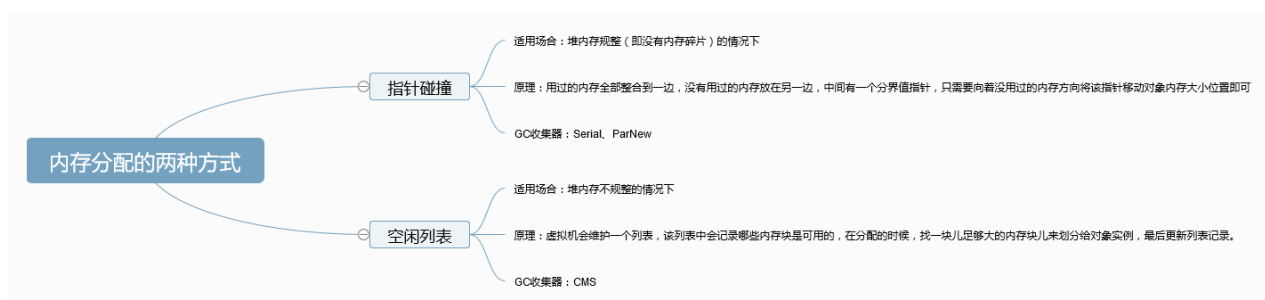 内存分配的两种方式
指针碰撞
适用场合：堆内存规整（即没有内存碎片）的情况下
原理：用过的内存全部整合到一边，没有用过的内存放在另一边，中间有一个分界值指针，只需要向着没用过的内存方向将该指针移动对象内存大小位置即可
GC收集器：Serial、ParNew
空闲列表
适用场合：堆内存不规整的情况下
原理：虚拟机会维护一个列表，该列表中会记录哪些内存块是可用的，在分配的时候，找一块儿足够大的内存块儿来划分给对象实例，最后更新列表记录。
GC收集器：CMS